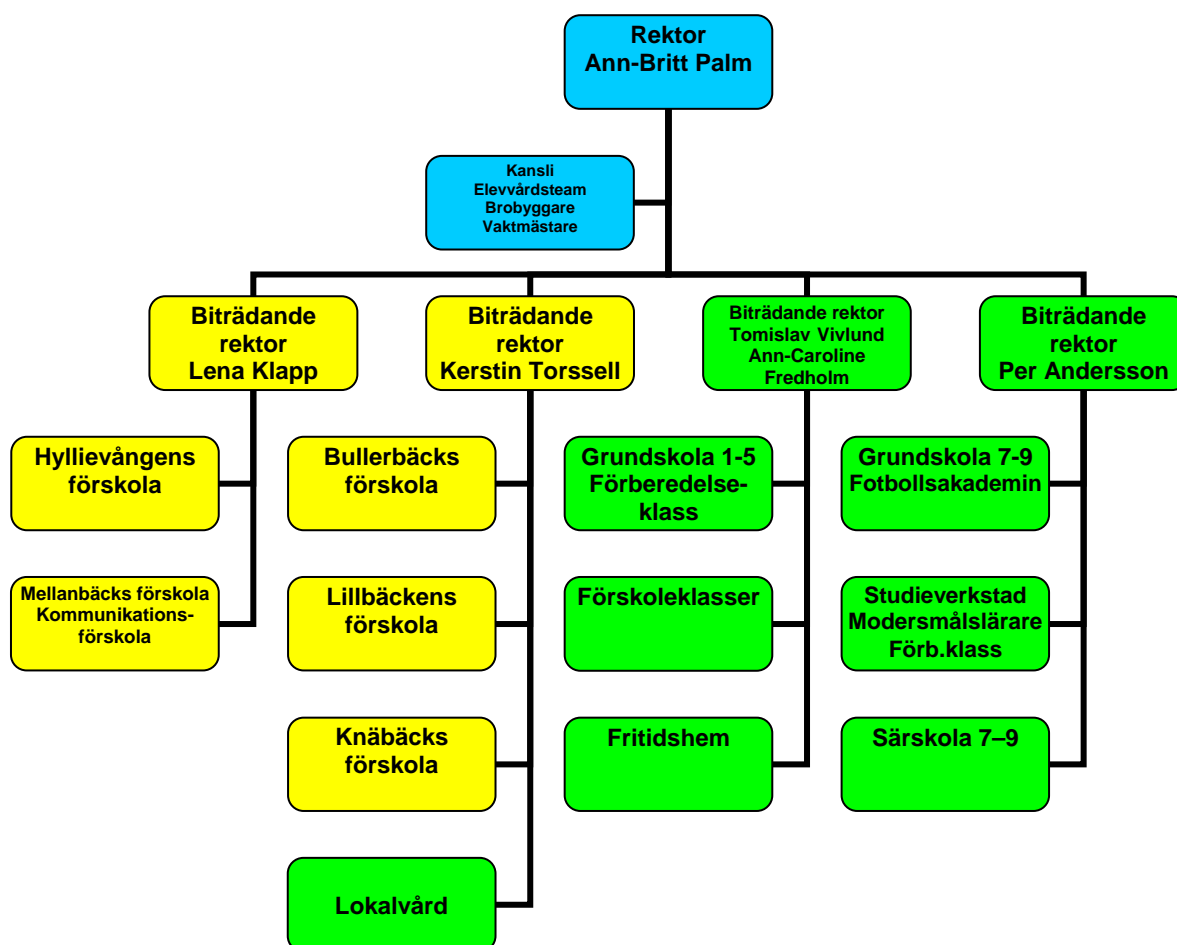 Rektor
Ann-Britt Palm
Kansli
Elevvårdsteam
Brobyggare
Vaktmästare
Biträdande
rektor
Lena Klapp
Biträdande
rektor
Kerstin Torssell
Biträdande rektor
Tomislav Vivlund
Ann-Caroline
Fredholm
Biträdande
rektor
Per Andersson
Hyllievångens
förskola
Bullerbäcks
förskola
Grundskola 1-5
Förberedelse-
klass
Grundskola 7-9
Fotbollsakademin
Mellanbäcks förskola
Kommunikations-
förskola
Lillbäckens
förskola
Förskoleklasser
Studieverkstad
Modersmålslärare
Förb.klass
Knäbäcks
förskola
Fritidshem
Särskola 7–9
Lokalvård